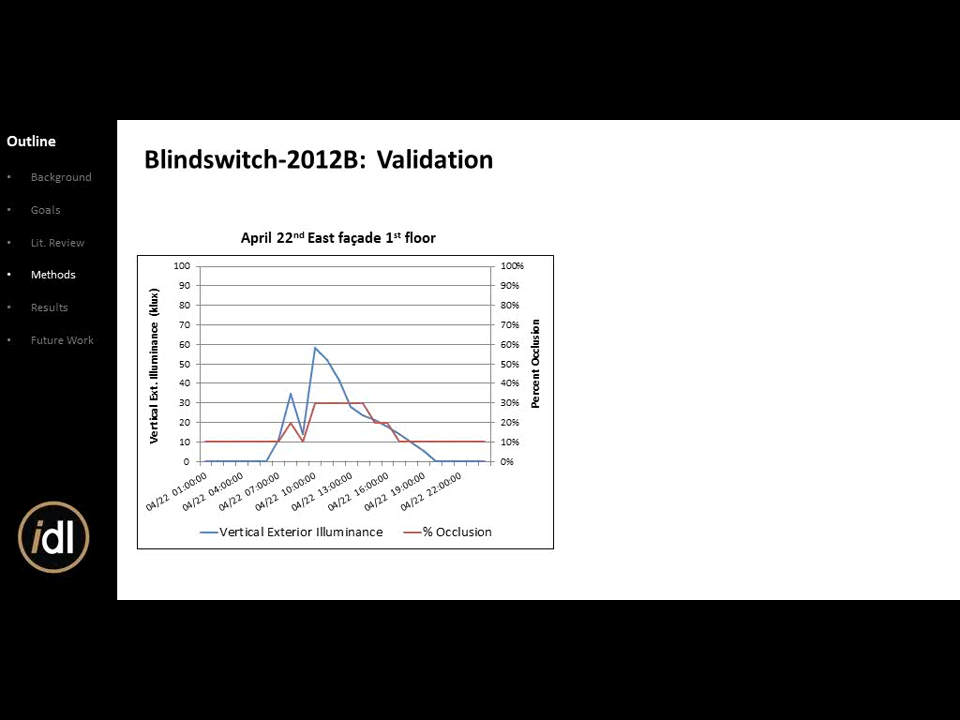 Outline
• Background
• Goals
• Lit. Review
• Methods
• Results
• Future Work
idl
Blindswitch-2012B: Validation
April 22nd East façade 1st floor
Vertical Ext. Illuminance (klux)
100
90
80
70
60
50
40
30
20
10
0
100%
90%
80%
70%
60%
50%
40%
30%
20%
10%
0%
Percent Occlusion
04/22 01:00:00
04/22 04:00:00
04/22 07:00:00
04/22 10:00:00
04/22 13:00:00
04/22 16:00:00
04/22 19:00:00
04/22 22:00:00
Vertical Exterior Illuminance
% Occlusion